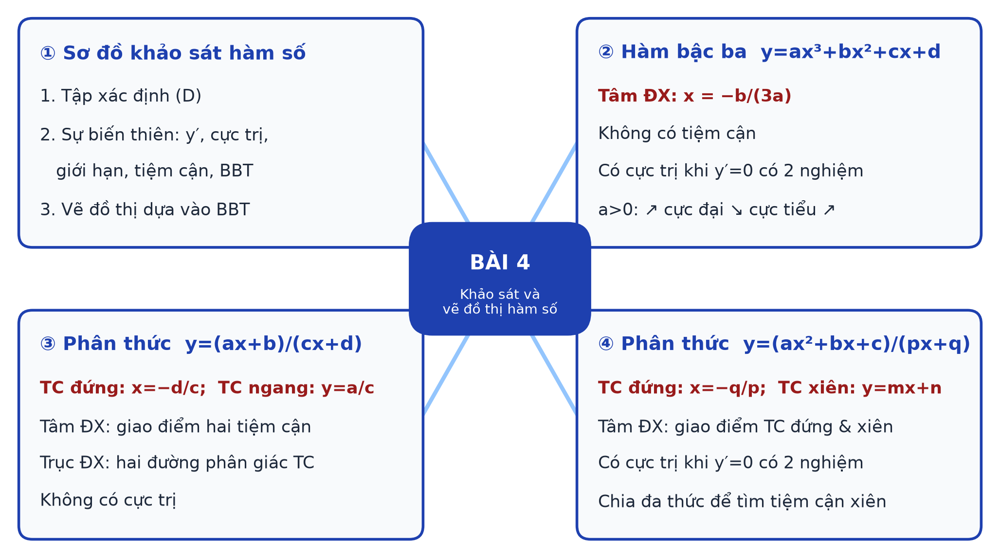 ① Sơ đồ khảo sát hàm số
1. Tập xác định (D)
2. Sự biến thiên: y′, cực trị,
giới hạn, tiệm cận, BBT
3. Vẽ đồ thị dựa vào BBT
② Hàm bậc ba  y=ax³+bx²+cx+d
Tâm ĐX: x = −b/(3a)
Không có tiệm cận
Có cực trị khi y′=0 có 2 nghiệm
a>0: ↗ cực đại ↘ cực tiểu ↗
BÀI 4
Khảo sát và
vẽ đồ thị hàm số
③ Phân thức  y=(ax+b)/(cx+d)
TC đứng: x=−d/c;  TC ngang: y=a/c
Tâm ĐX: giao điểm hai tiệm cận
Trục ĐX: hai đường phân giác TC
Không có cực trị
④ Phân thức  y=(ax²+bx+c)/(px+q)
TC đứng: x=−q/p;  TC xiên: y=mx+n
Tâm ĐX: giao điểm TC đứng & xiên
Có cực trị khi y′=0 có 2 nghiệm
Chia đa thức để tìm tiệm cận xiên